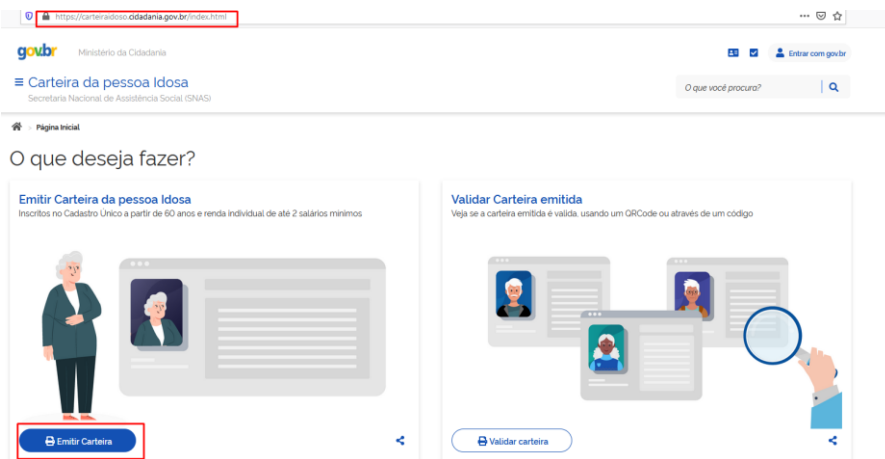 https://carteiraidoso.cidadania.gov.br/index.html
gov.br Ministério da Cidadania
Entrar com gov.br
Carteira da pessoa Idosa
Secretaria Nacional de Assistência Social (SNAS)
O que você procura?
Página Inicial
O que deseja fazer?
Emitir Carteira da pessoa Idosa
Inscritos no Cadastro Único a partir de 60 anos e renda individual de até 2 salários mínimos
Emitir Carteira
Validar Carteira emitida
Veja se a carteira emitida é valida, usando um QRCode ou através de um código
Validar carteira